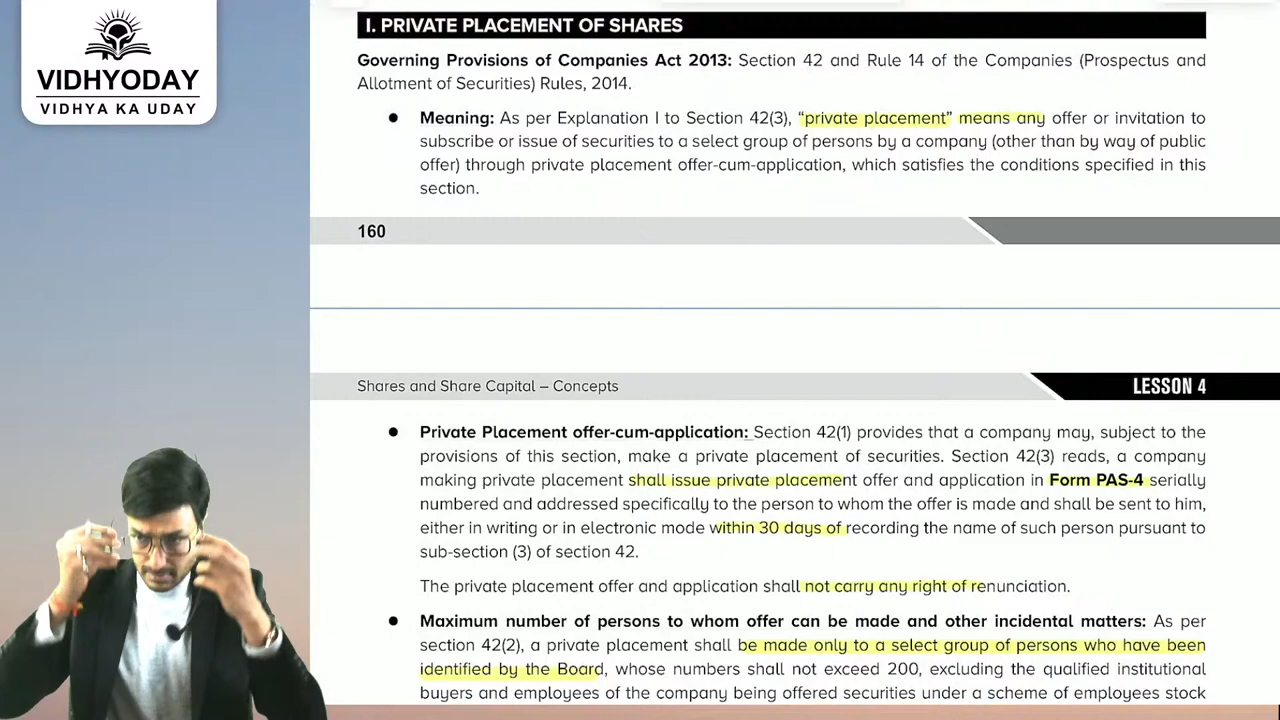 VIDHYODAY
VIDHYA KA UDAY
I. PRIVATE PLACEMENT OF SHARES
Governing Provisions of Companies Act 2013: Section 42 and Rule 14 of the Companies (Prospectus and
Allotment of Securities) Rules, 2014.
● Meaning: As per Explanation I to Section 42(3), “private placement” means any offer or invitation to
subscribe or issue of securities to a select group of persons by a company (other than by way of public
offer) through private placement offer-cum-application, which satisfies the conditions specified in this
section.
160
Shares and Share Capital – Concepts
LESSON 4
● Private Placement offer-cum-application: Section 42(1) provides that a company may, subject to the
provisions of this section, make a private placement of securities. Section 42(3) reads, a company
making private placement shall issue private placement offer and application in Form PAS-4 serially
numbered and addressed specifically to the person to whom the offer is made and shall be sent to him,
either in writing or in electronic mode within 30 days of recording the name of such person pursuant to
sub-section (3) of section 42.
The private placement offer and application shall not carry any right of renunciation.
● Maximum number of persons to whom offer can be made and other incidental matters: As per
section 42(2), a private placement shall be made only to a select group of persons who have been
identified by the Board, whose numbers shall not exceed 200, excluding the qualified institutional
buyers and employees of the company being offered securities under a scheme of employees stock